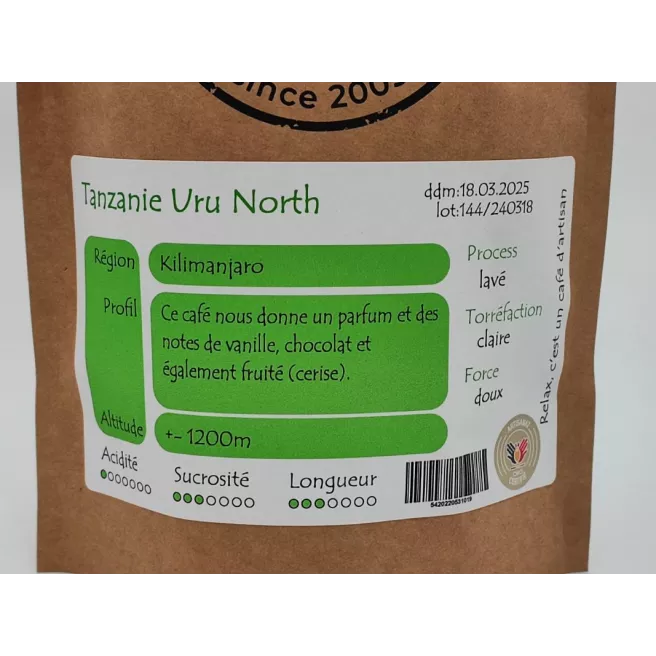 since 2005
Tanzanie Uru North
ddm:18.03.2025
lot:144/240318
Région
Kilimanjaro
Profil
Ce café nous donne un parfum et des
notes de vanille, chocolat et
également fruité (cerise).
Altitude
+- 1200m
Process
lavé
Torréfaction
claire
Force
doux
Acidité
Sucrosité
Longueur
5420220531019
Relax, c'est un café d'artisan